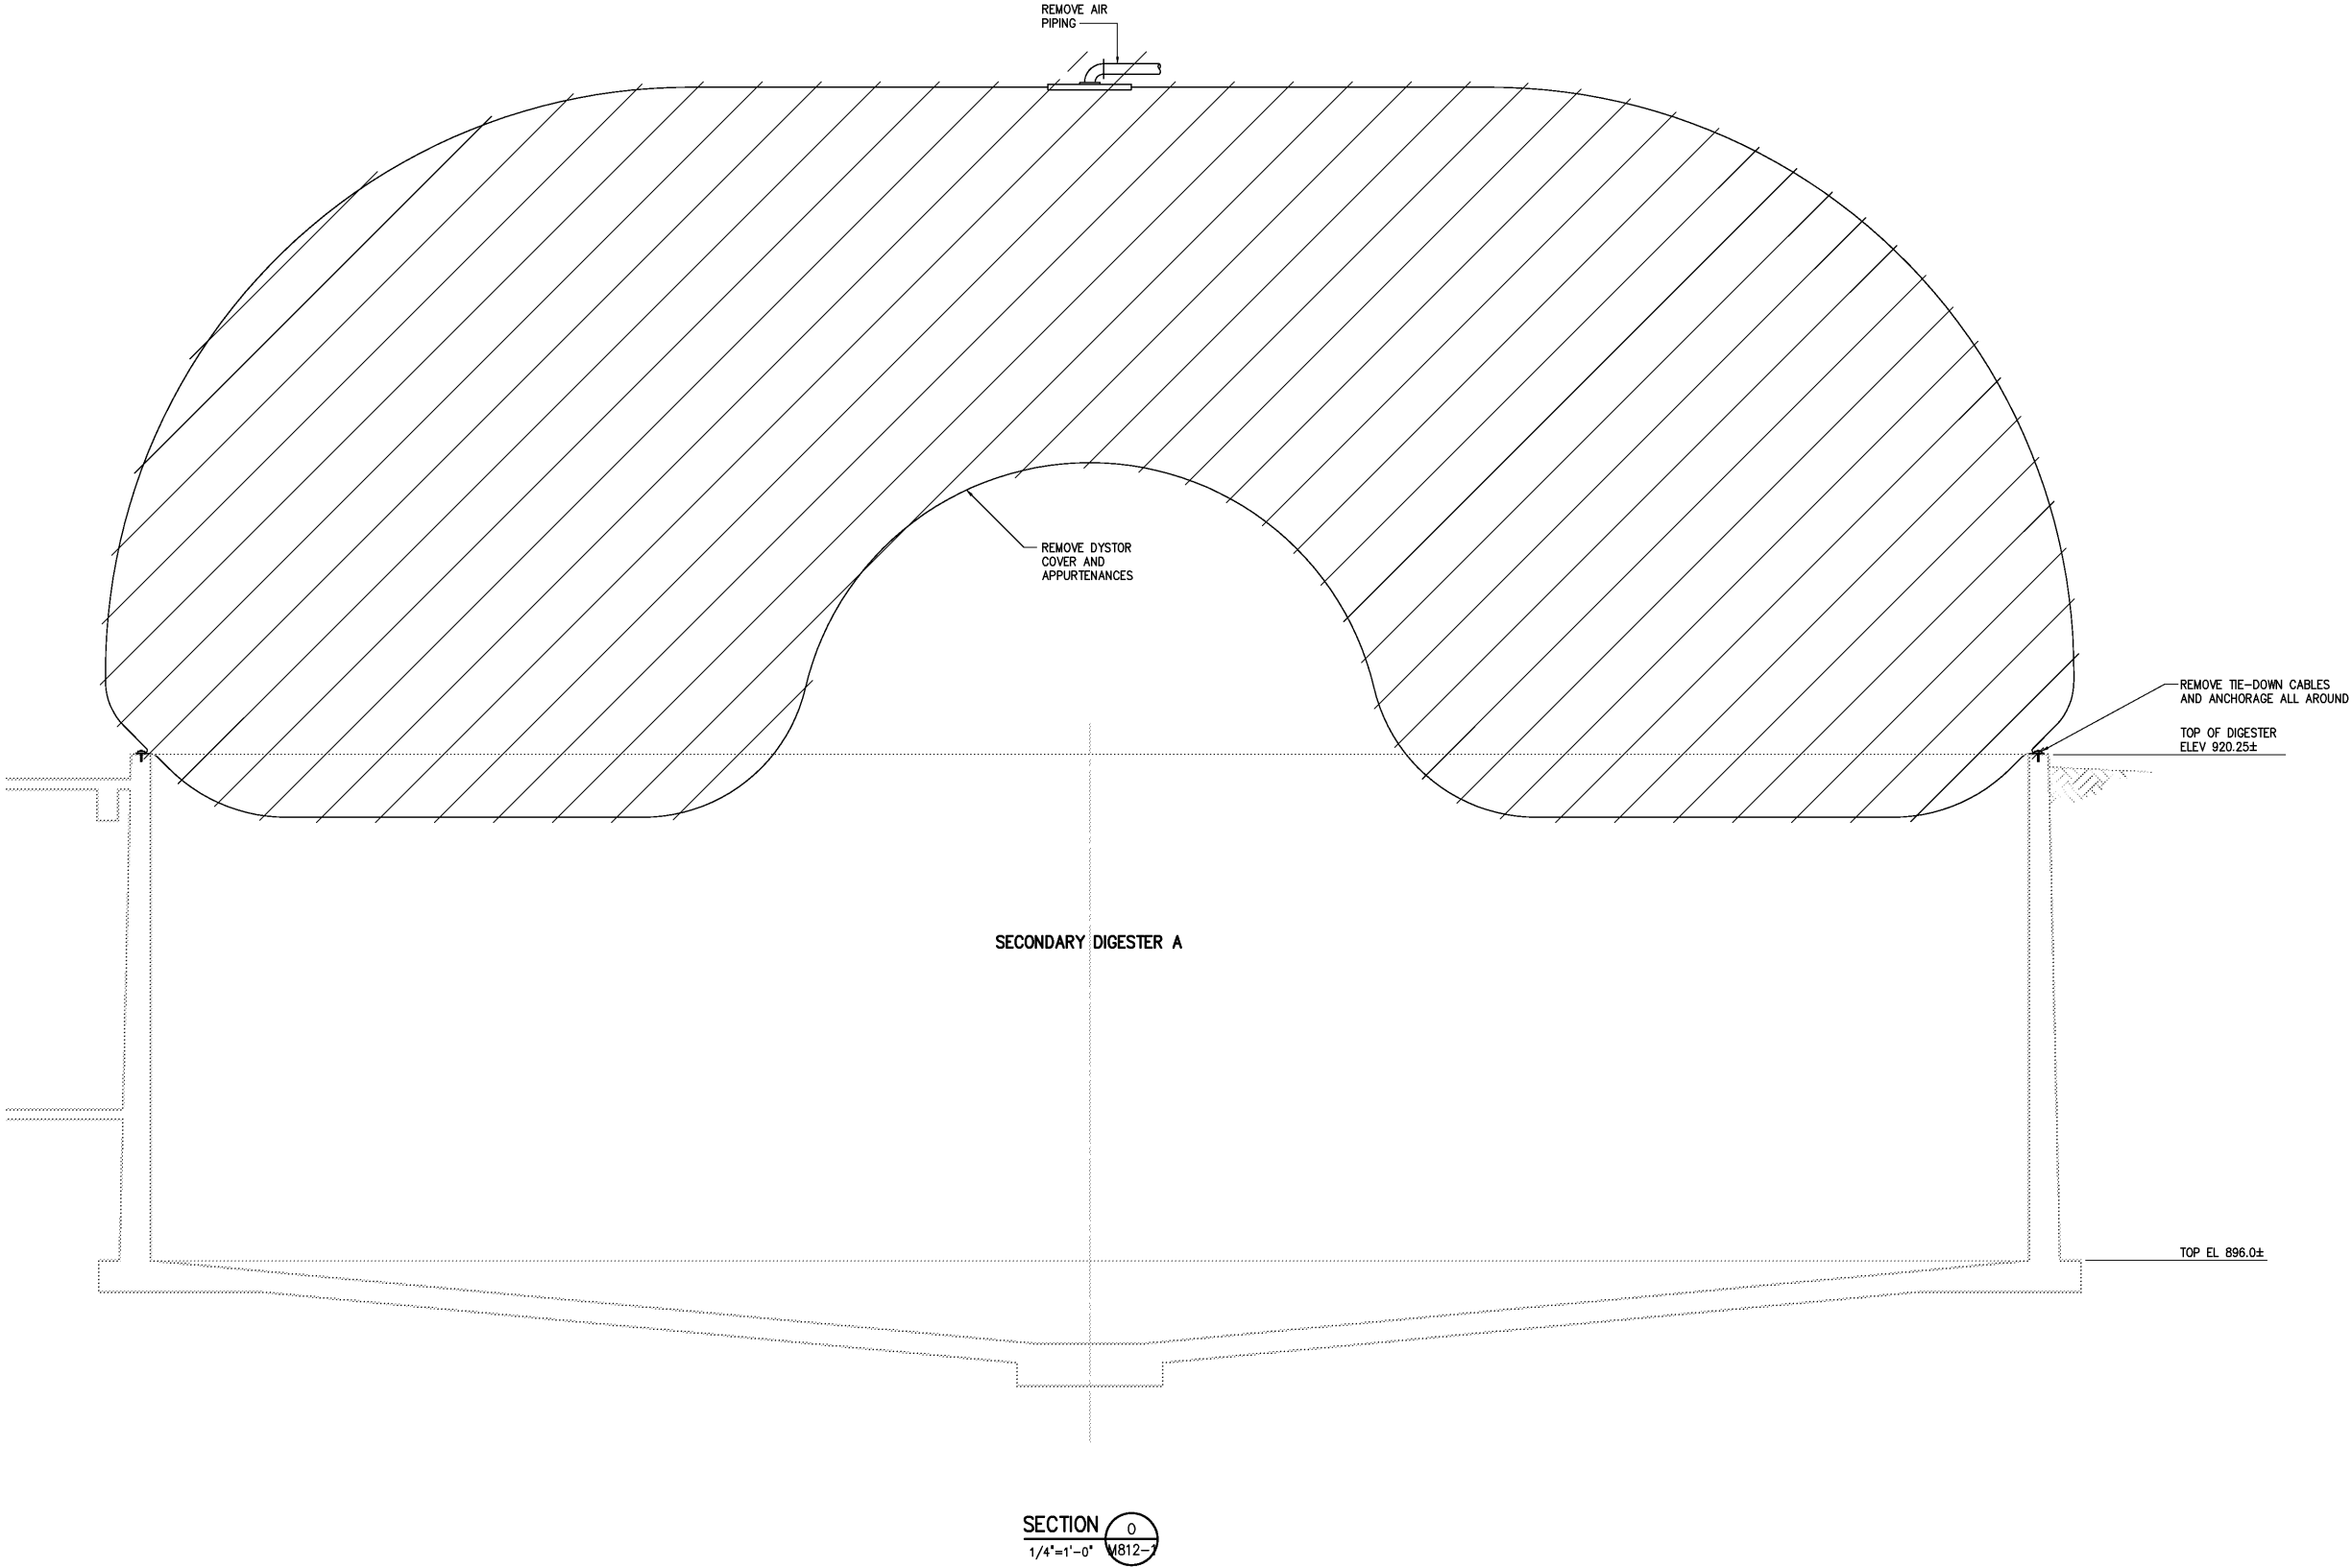 REMOVE AIR
PIPING
REMOVE DYSTOR
COVER AND
APPURTENANCES
REMOVE TIE-DOWN CABLES
AND ANCHORAGE ALL AROUND
TOP OF DIGESTER
ELEV 920.25±
SECONDARY DIGESTER A
TOP EL 896.0±
SECTION
1/4"=1'-0"
O
M812-1